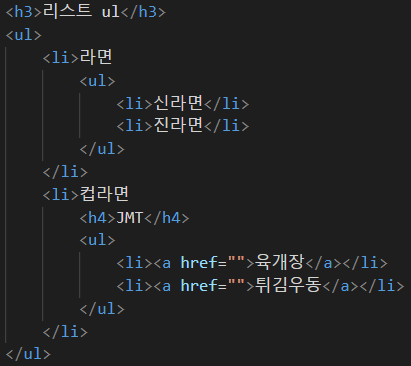 <h3>리스트 ul</h3>
<ul>
    <li>라면
        <ul>
            <li>신라면</li>
            <li>진라면</li>
        </ul>
    </li>
    <li>컵라면
        <h4>JMT</h4>
        <ul>
            <li><a href="">육개장</a></li>
            <li><a href="">튀김우동</a></li>
        </ul>
    </li>
</ul>